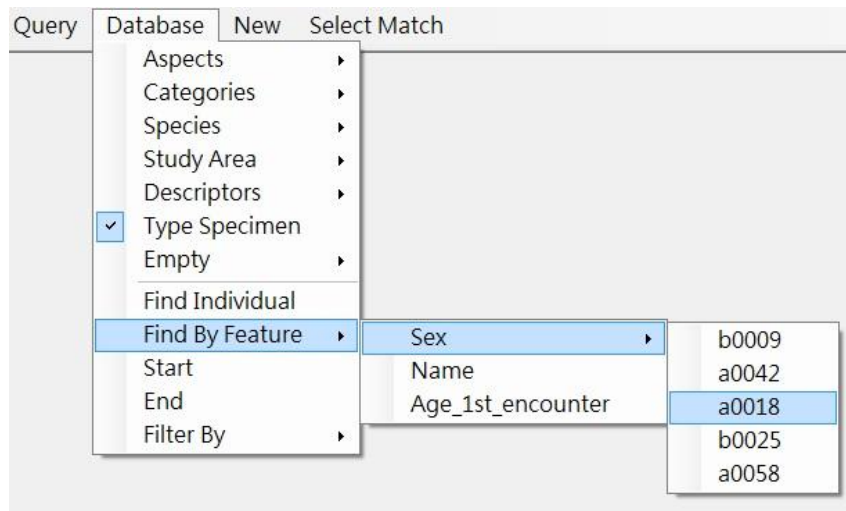 Query Database New Select Match
Aspects
Categories
Species
Study Area
Descriptors
Type Specimen
Empty
Find Individual
Find By Feature
Start
End
Filter By
Sex
Name
Age_1st_encounter
b0009
a0042
a0018
b0025
a0058